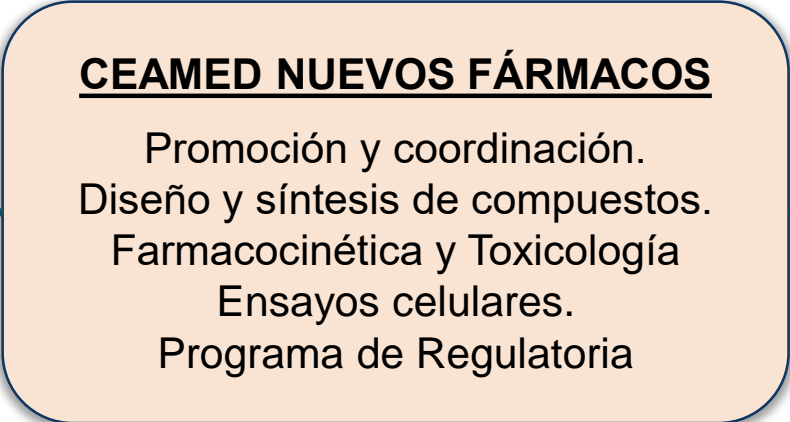 CEAMED NUEVOS FÁRMACOS
Promoción y coordinación.
Diseño y síntesis de compuestos.
Farmacocinética y Toxicología
Ensayos celulares.
Programa de Regulatoria